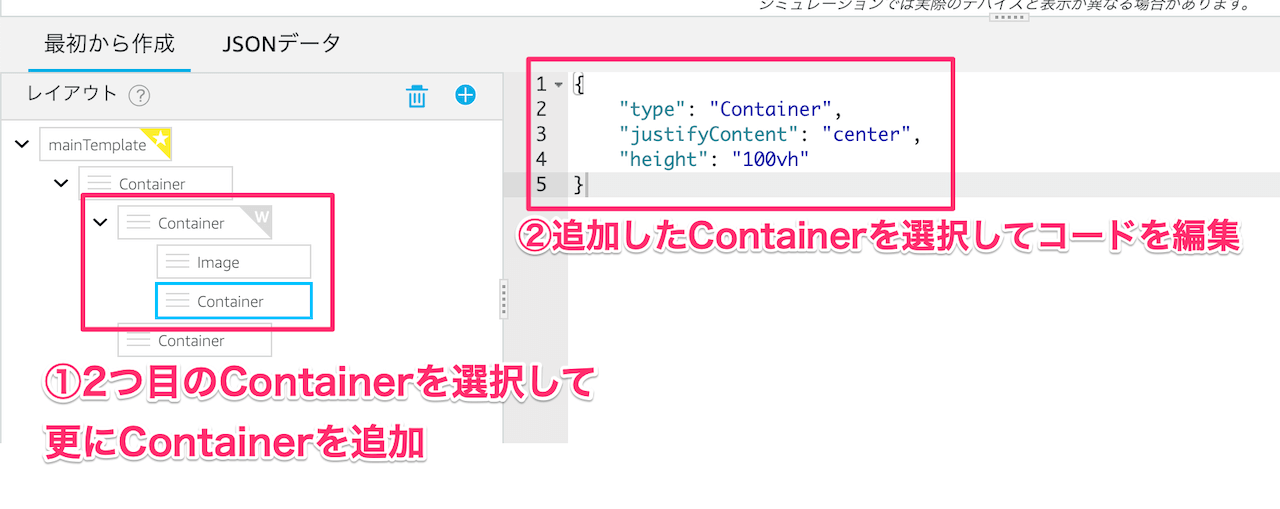 シミュレーションでは実際のデバイスと表示が異なる場合があります。
最初から作成 JSONデータ
レイアウト ?
mainTemplate
Container
Container W
Image
Container
Container
①2つ目のContainerを選択して
更にContainerを追加
1 {
2 "type": "Container",
3 "justifyContent": "center",
4 "height": "100vh"
5 }
②追加したContainerを選択してコードを編集